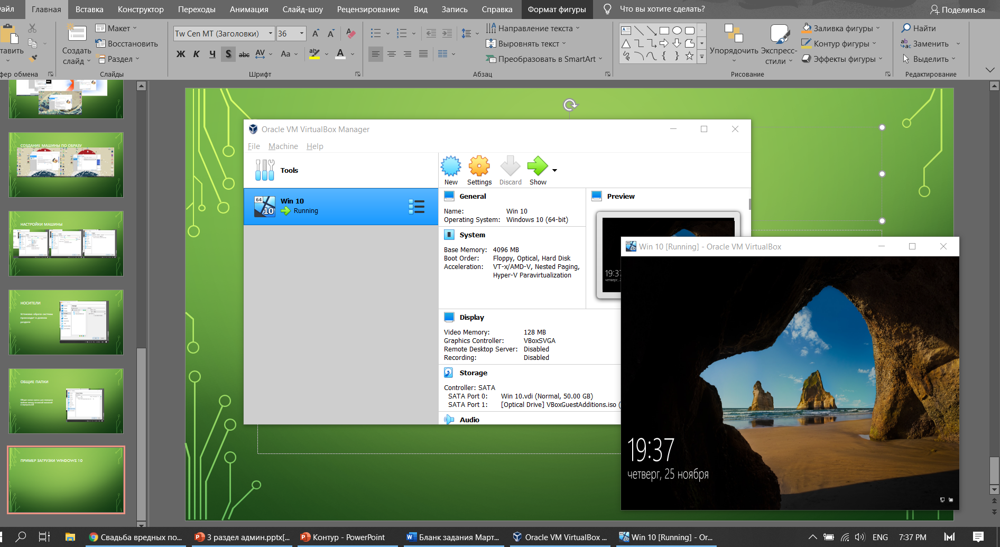 айл Главная Вставка Конструктор Переходы Анимация Слайд-шоу Рецензирование Вид Запись Справка Формат фигуры Что вы хотите сделать? Поделиться
Макет
Tw Cen MT (Заголовки) 36
Направление текста
Заливка фигуры
Найти
тавить
Создать слайд
Восстановить
Выровнять текст
Упорядочить
Экспресс-стили
Контур фигуры
Заменить
Раздел
Ж К Ч S abc AV Aa A
Преобразовать в SmartArt
Эффекты фигуры
Выделить
фер обмена Слайды Шрифт Абзац Рисование Редактирование
СОЗДАНИЕ МАШИНЫ ПО ОБРАЗУ
НАСТРОЙКИ МАШИНЫ
НОСИТЕЛИ
Установка образа системы
происходит в данном
разделе
ОБЩИЕ ПАПКИ
ПРИМЕР ЗАГРУЗКИ WINDOWS 10
Oracle VM VirtualBox Manager
File Machine Help
Tools
New Settings Discard Show
64
10
Win 10
Running
General
Name: Win 10
Operating System: Windows 10 (64-bit)
System
Base Memory: 4096 MB
Boot Order: Floppy, Optical, Hard Disk
Acceleration: VT-x/AMD-V, Nested Paging,
Hyper-V Paravirtualization
Preview
19:37
Display
Video Memory: 128 MB
Graphics Controller: VBoxSVGA
Remote Desktop Server: Disabled
Recording: Disabled
Storage
Controller: SATA
SATA Port 0: Win 10.vdi (Normal, 50.00 GB)
SATA Port 1: [Optical Drive] VBoxGuestAdditions.iso (
Audio
Win 10 [Running] - Oracle VM VirtualBox
19:37
четверг, 25 ноября
Свадьба вредных по... 3 раздел админ.pptx[... Контур - PowerPoint Бланк задания Март... Oracle VM VirtualBox ... Win 10 [Running] - Or... ENG 7:37 PM